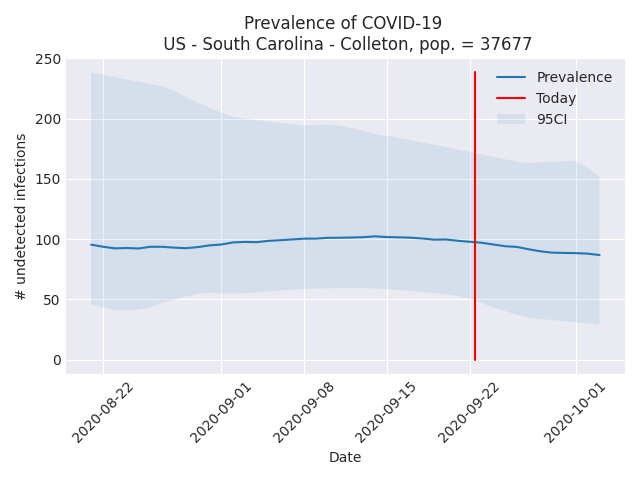 Prevalence of COVID-19
US - South Carolina - Colleton, pop. = 37677
Prevalence
Today
95CI
# undetected infections
250
200
150
100
50
0
2020-08-22
2020-09-01
2020-09-08
2020-09-15
2020-09-22
2020-10-01
Date